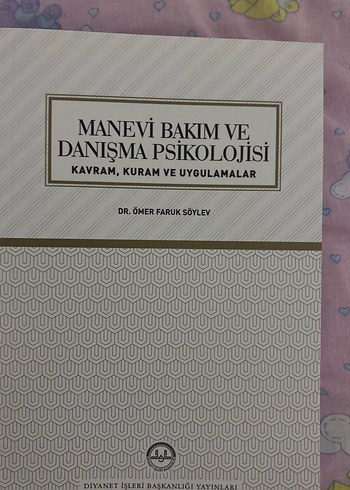 MANEVİ BAKIM VE
DANIŞMA PSİKOLOJİSİ
KAVRAM, KURAM VE UYGULAMALAR
DR. ÖMER FARUK SÖYLEV
DİYANET İŞLERİ BAŞKANLIĞI YAYINLARI